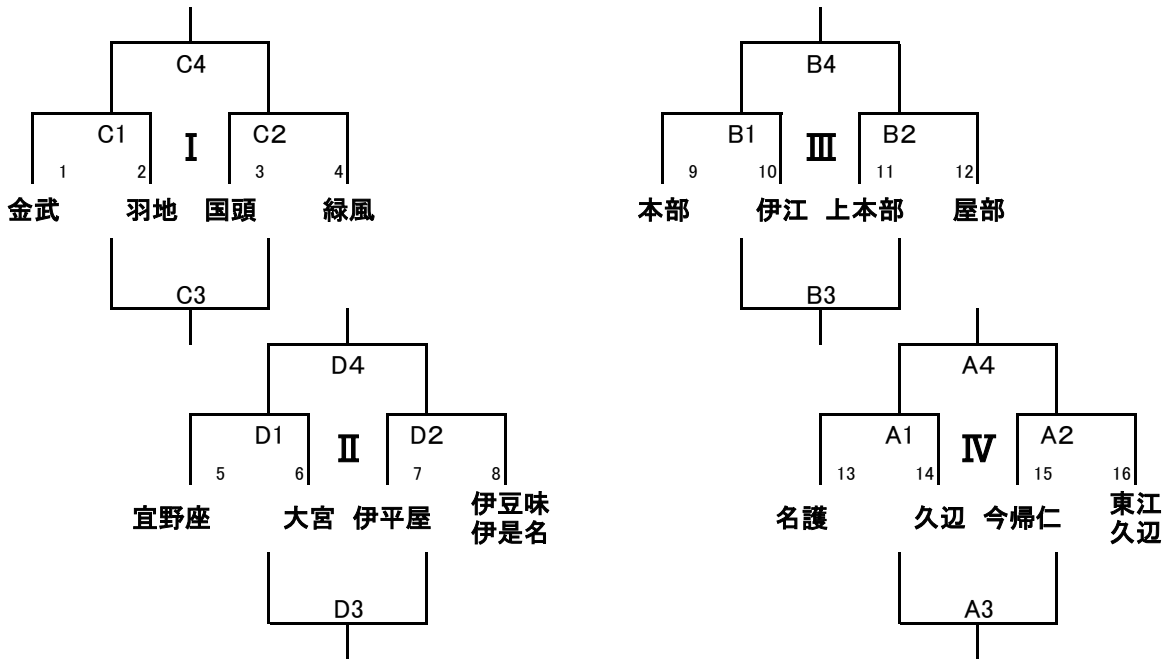 C4
C1
Ⅰ
C2
1
2
3
4
金武
羽地
国頭
緑風
C3
D4
D1
Ⅱ
D2
5
6
7
8
宜野座
大宮
伊平屋
伊豆味
伊是名
D3
B4
B1
Ⅲ
B2
9
10
11
12
本部
伊江
上本部
屋部
B3
A4
A1
Ⅳ
A2
13
14
15
16
名護
久辺
今帰仁
東江
久辺
A3